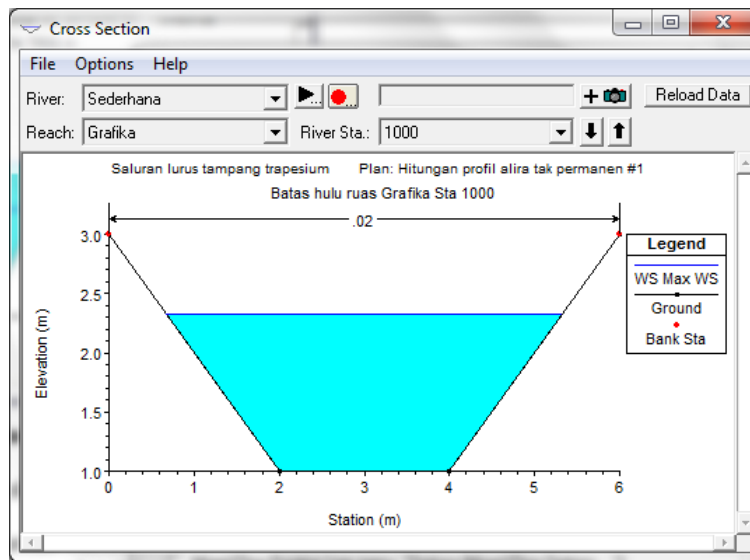 Cross Section
File Options Help
River: Sederhana Reload Data
Reach: Grafika River Sta.: 1000
Saluran lurus tampang trapesium Plan: Hitungan profil alira tak permanen #1
Batas hulu ruas Grafika Sta 1000
.02
3.0
2.5
2.0
1.5
1.0
Elevation (m)
0 1 2 3 4 5 6
Station (m)
Legend
WS Max WS
Ground
Bank Sta